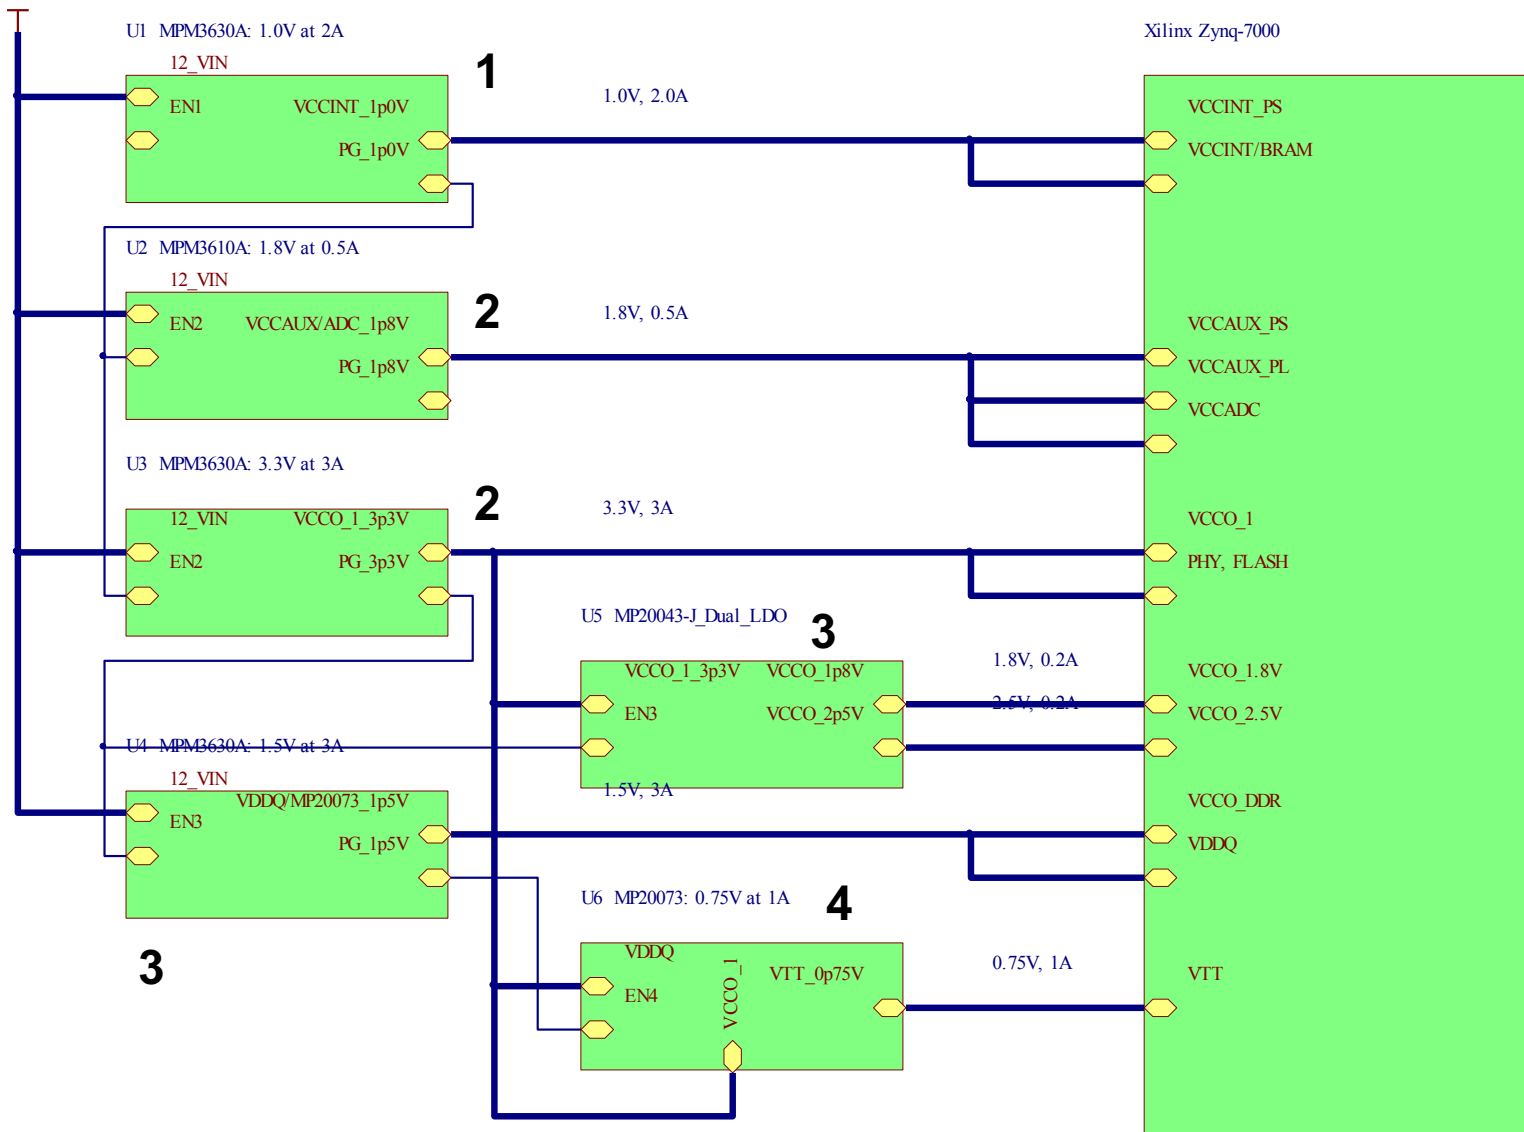 U1 MPM3630A: 1.0V at 2A
Xilinx Zynq-7000
12_VIN
1
EN1
VCCINT_1p0V
PG_1p0V
1.0V, 2.0A
VCCINT_PS
VCCINT/BRAM
U2 MPM3610A: 1.8V at 0.5A
12_VIN
2
EN2
VCCAUX/ADC_1p8V
PG_1p8V
1.8V, 0.5A
VCCAUX_PS
VCCAUX_PL
VCCADC
U3 MPM3630A: 3.3V at 3A
2
12_VIN
VCCO_1_3p3V
EN2
PG_3p3V
3.3V, 3A
VCCO_1
PHY, FLASH
U5 MP20043-J_Dual_LDO
3
VCCO_1_3p3V
VCCO_1p8V
EN3
VCCO_2p5V
1.8V, 0.2A
2.5V, 0.2A
VCCO_1.8V
VCCO_2.5V
U4 MPM3630A: 1.5V at 3A
12_VIN
VDDQ/MP20073_1p5V
EN3
PG_1p5V
1.5V, 3A
VCCO_DDR
VDDQ
3
U6 MP20073: 0.75V at 1A
4
VDDQ
EN4
VCCO_1
VTT_0p75V
0.75V, 1A
VTT